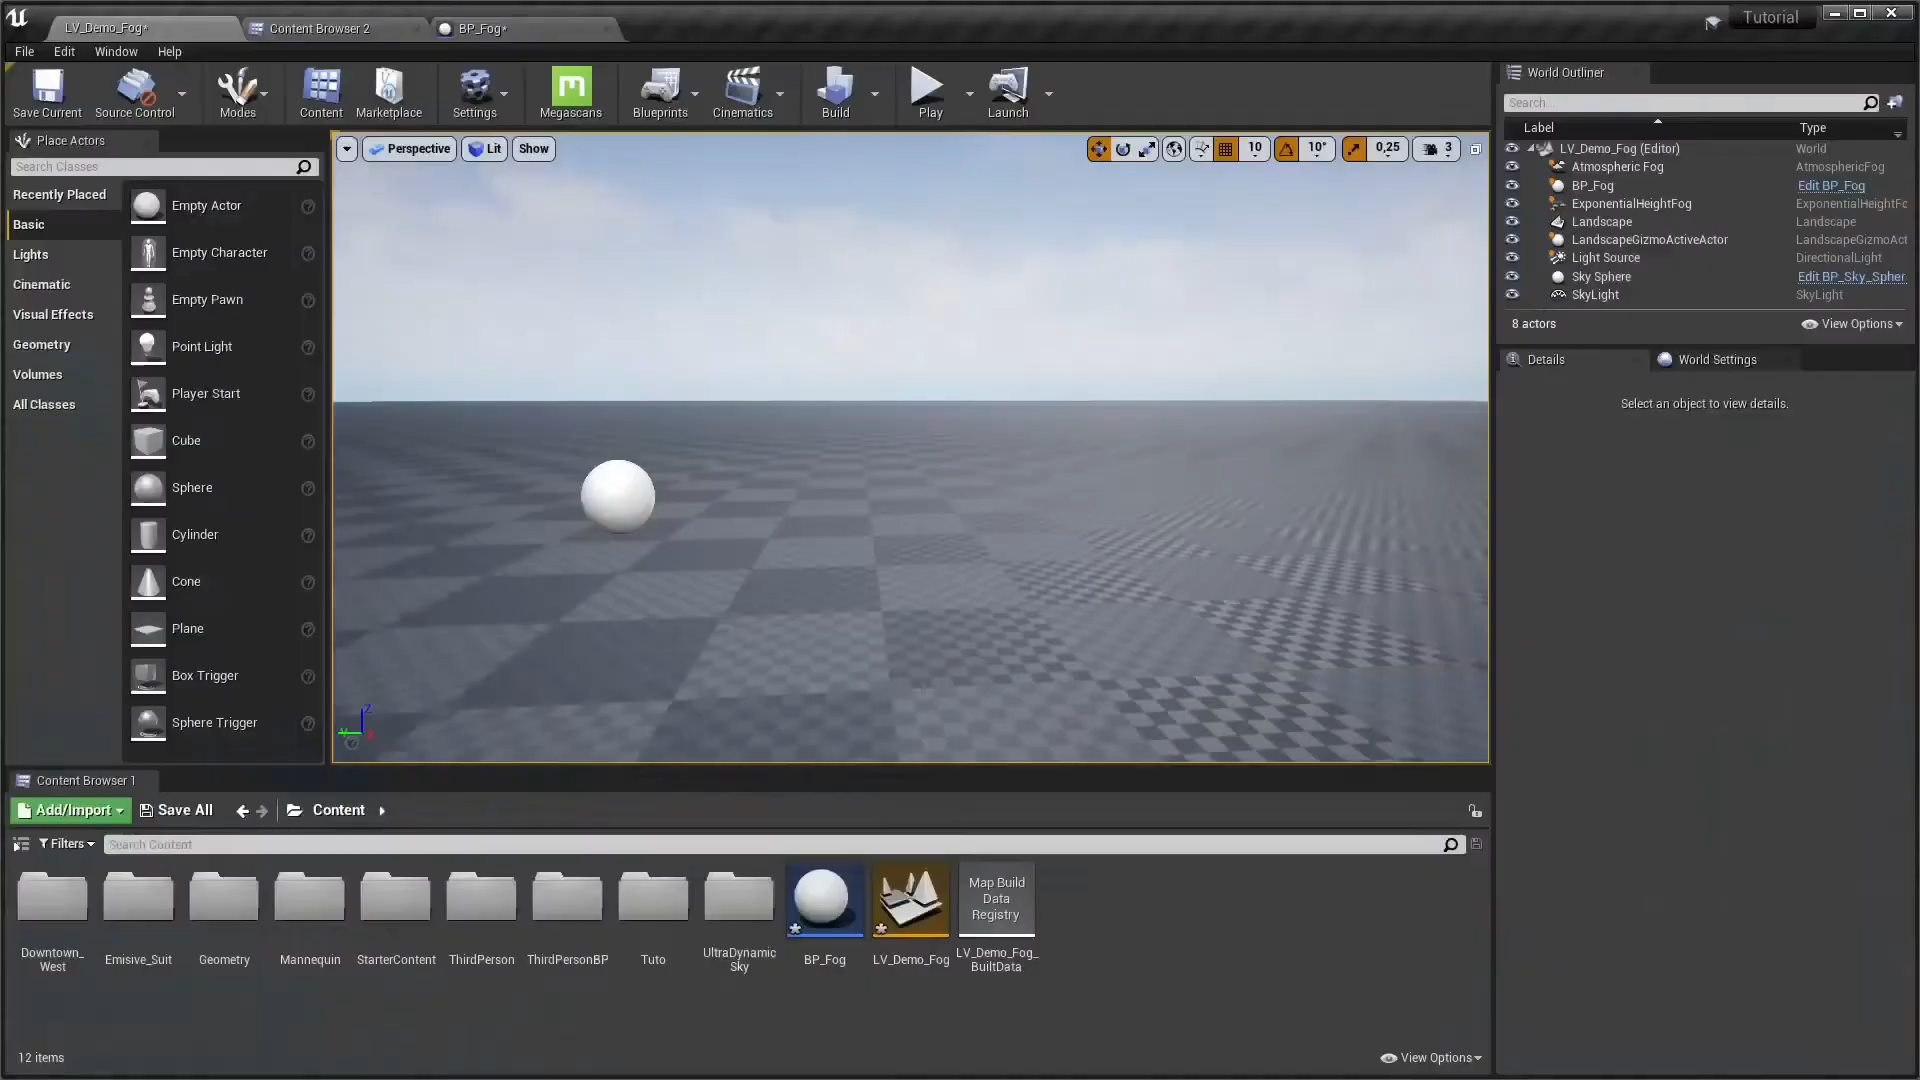 LV_Demo_Fog*
Content Browser 2
BP_Fog*
Tutorial
File
Edit
Window
Help
Save Current
Source Control
Modes
Content
Marketplace
Settings
Megascans
Blueprints
Cinematics
Build
Play
Launch
Place Actors
Search Classes
Recently Placed
Basic
Lights
Cinematic
Visual Effects
Geometry
Volumes
All Classes
Empty Actor
Empty Character
Empty Pawn
Point Light
Player Start
Cube
Sphere
Cylinder
Cone
Plane
Box Trigger
Sphere Trigger
Perspective
Lit
Show
10
10°
0,25
3
Z
Y
X
World Outliner
Search...
Label
Type
LV_Demo_Fog (Editor)
World
Atmospheric Fog
AtmosphericFog
BP_Fog
Edit BP_Fog
ExponentialHeightFog
ExponentialHeightFo
Landscape
Landscape
LandscapeGizmoActiveActor
LandscapeGizmoAct
Light Source
DirectionalLight
Sky Sphere
Edit BP_Sky_Spher
SkyLight
SkyLight
8 actors
View Options
Details
World Settings
Select an object to view details.
Content Browser 1
Add/Import
Save All
Content
Filters
Search Content
Downtown_
West
Emisive_Suit
Geometry
Mannequin
StarterContent
ThirdPerson
ThirdPersonBP
Tuto
UltraDynamic
Sky
BP_Fog
LV_Demo_Fog
Map Build
Data
Registry
LV_Demo_Fog_
BuiltData
12 items
View Options